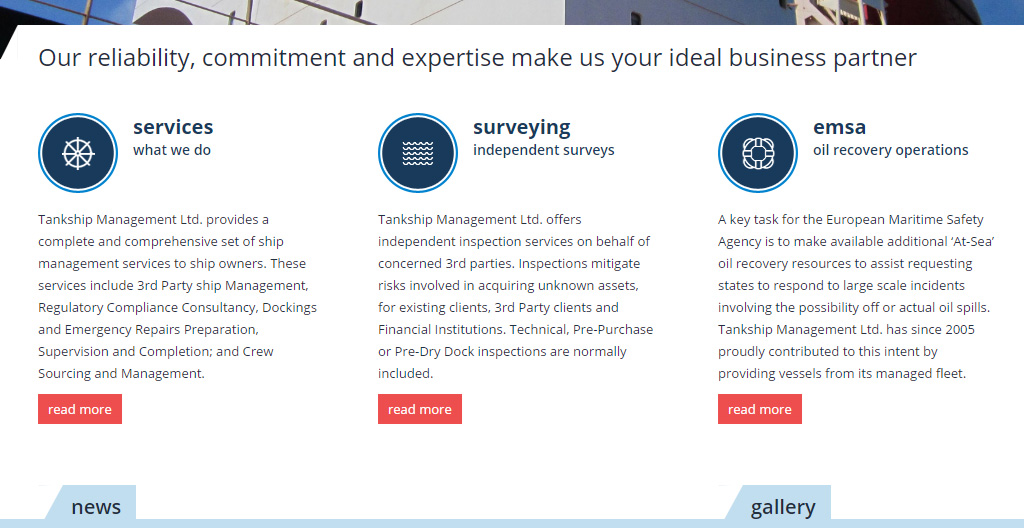 Our reliability, commitment and expertise make us your ideal business partner
services
what we do
Tankship Management Ltd. provides a
complete and comprehensive set of ship
management services to ship owners. These
services include 3rd Party ship Management,
Regulatory Compliance Consultancy, Dockings
and Emergency Repairs Preparation,
Supervision and Completion; and Crew
Sourcing and Management.
read more
surveying
independent surveys
Tankship Management Ltd. offers
independent inspection services on behalf of
concerned 3rd parties. Inspections mitigate
risks involved in acquiring unknown assets,
for existing clients, 3rd Party clients and
Financial Institutions. Technical, Pre-Purchase
or Pre-Dry Dock inspections are normally
included.
read more
emsa
oil recovery operations
A key task for the European Maritime Safety
Agency is to make available additional ‘At-Sea’
oil recovery resources to assist requesting
states to respond to large scale incidents
involving the possibility off or actual oil spills.
Tankship Management Ltd. has since 2005
proudly contributed to this intent by
providing vessels from its managed fleet.
read more
news
gallery